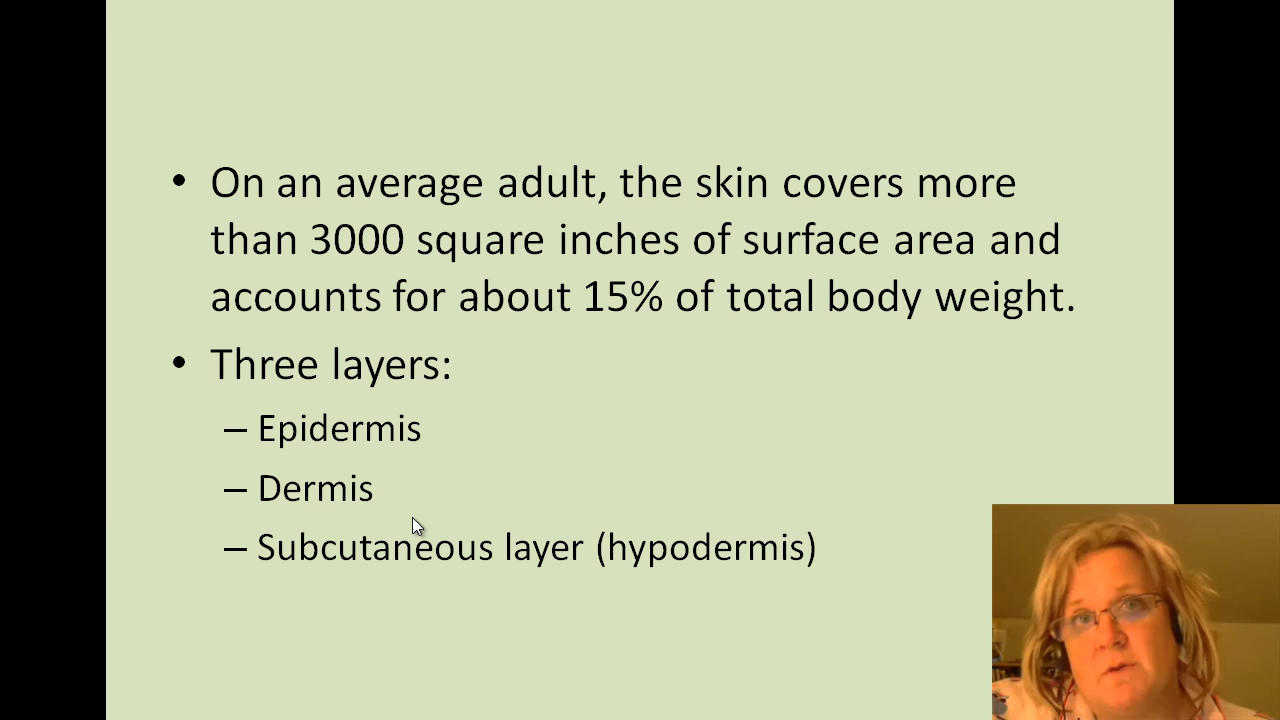 • On an average adult, the skin covers more
than 3000 square inches of surface area and
accounts for about 15% of total body weight.
• Three layers:
– Epidermis
– Dermis
– Subcutaneous layer (hypodermis)